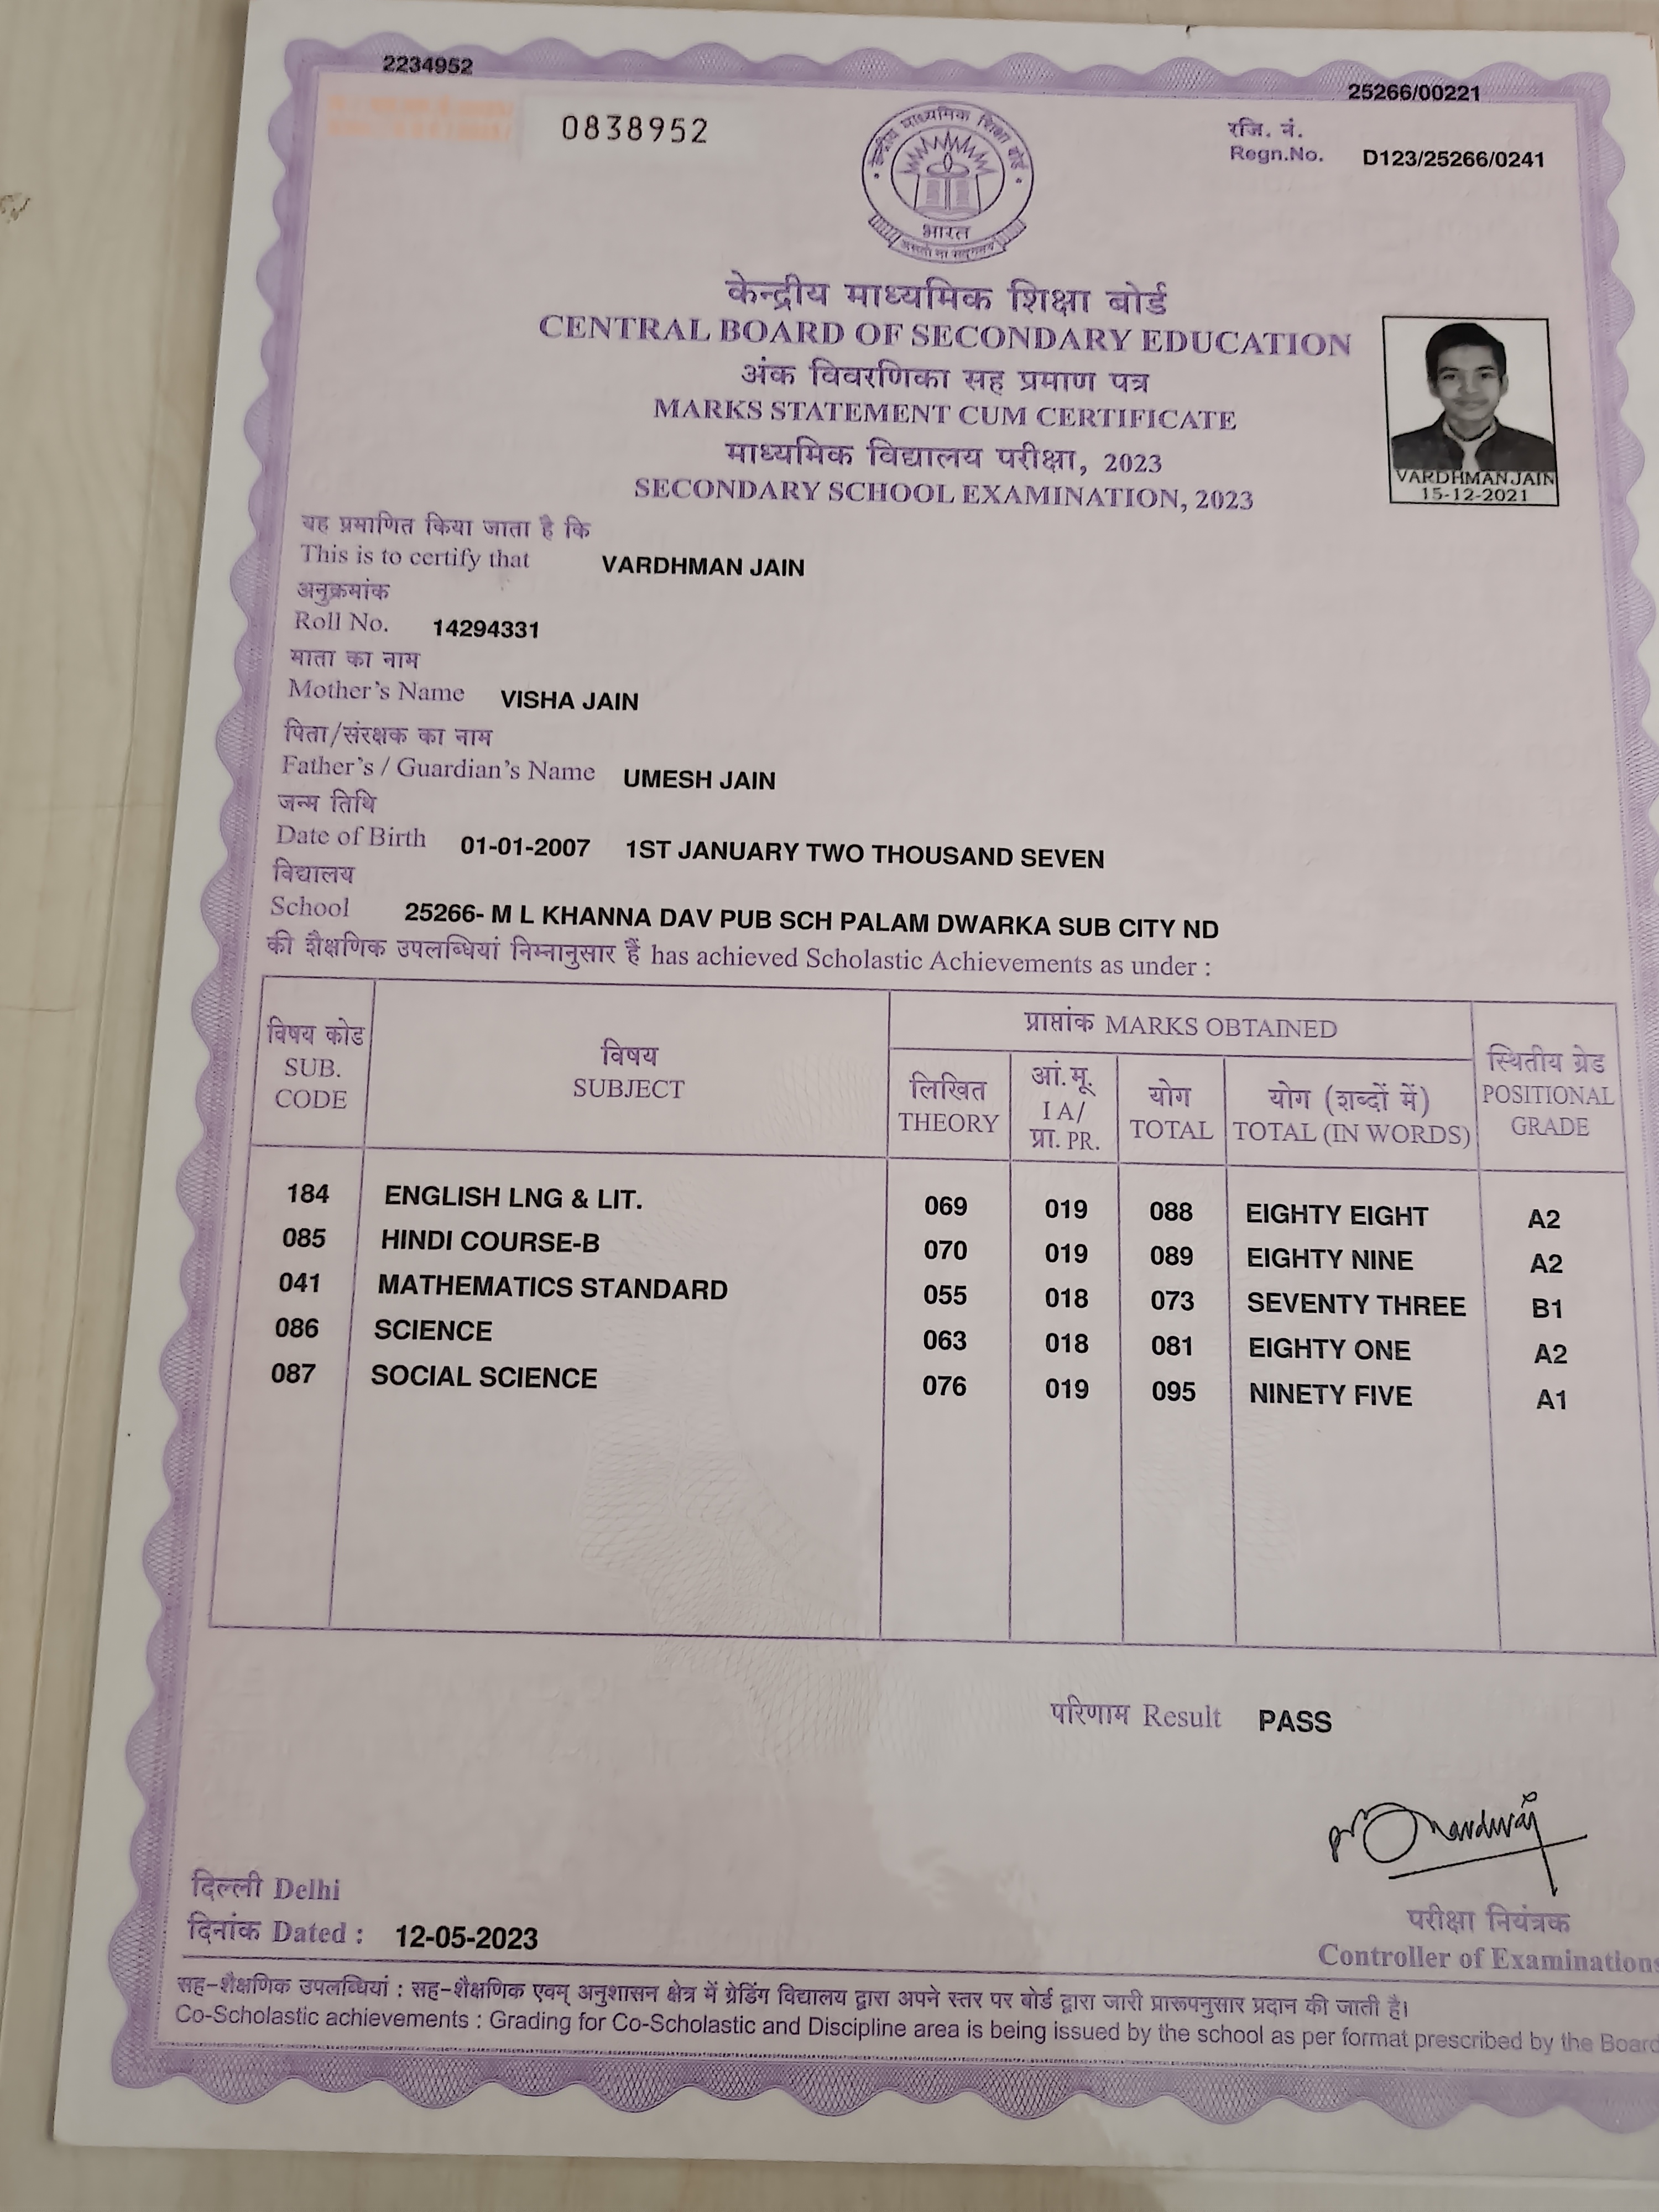 2234952
25266/00221
0838952
रजि. नं.
Regn.No. D123/25266/0241
केन्द्रीय माध्यमिक शिक्षा बोर्ड
भारत
असतो मा सद्गमय
केन्द्रीय माध्यमिक शिक्षा बोर्ड
CENTRAL BOARD OF SECONDARY EDUCATION
अंक विवरणिका सह प्रमाण पत्र
MARKS STATEMENT CUM CERTIFICATE
माध्यमिक विद्यालय परीक्षा, 2023
SECONDARY SCHOOL EXAMINATION, 2023
VARDHMAN JAIN
15-12-2021
यह प्रमाणित किया जाता है कि
This is to certify that VARDHMAN JAIN
अनुक्रमांक
Roll No. 14294331
माता का नाम
Mother's Name VISHA JAIN
पिता/संरक्षक का नाम
Father's / Guardian's Name UMESH JAIN
जन्म तिथि
Date of Birth 01-01-2007 1ST JANUARY TWO THOUSAND SEVEN
विद्यालय
School 25266- M L KHANNA DAV PUB SCH PALAM DWARKA SUB CITY ND
की शैक्षणिक उपलब्धियां निम्नानुसार हैं has achieved Scholastic Achievements as under :
विषय कोड
SUB.
CODE
विषय
SUBJECT
प्राप्तांक MARKS OBTAINED
लिखित
THEORY
आं.मू.
I A/
प्रा. PR.
योग
TOTAL
योग (शब्दों में)
TOTAL (IN WORDS)
स्थितीय ग्रेड
POSITIONAL
GRADE
184 ENGLISH LNG & LIT. 069 019 088 EIGHTY EIGHT A2
085 HINDI COURSE-B 070 019 089 EIGHTY NINE A2
041 MATHEMATICS STANDARD 055 018 073 SEVENTY THREE B1
086 SCIENCE 063 018 081 EIGHTY ONE A2
087 SOCIAL SCIENCE 076 019 095 NINETY FIVE A1
परिणाम Result PASS
दिल्ली Delhi
दिनांक Dated : 12-05-2023
परीक्षा नियंत्रक
Controller of Examinations
सह-शैक्षणिक उपलब्धियां : सह-शैक्षणिक एवम् अनुशासन क्षेत्र में ग्रेडिंग विद्यालय द्वारा अपने स्तर पर बोर्ड द्वारा जारी प्रारूपनुसार प्रदान की जाती है।
Co-Scholastic achievements : Grading for Co-Scholastic and Discipline area is being issued by the school as per format prescribed by the Board